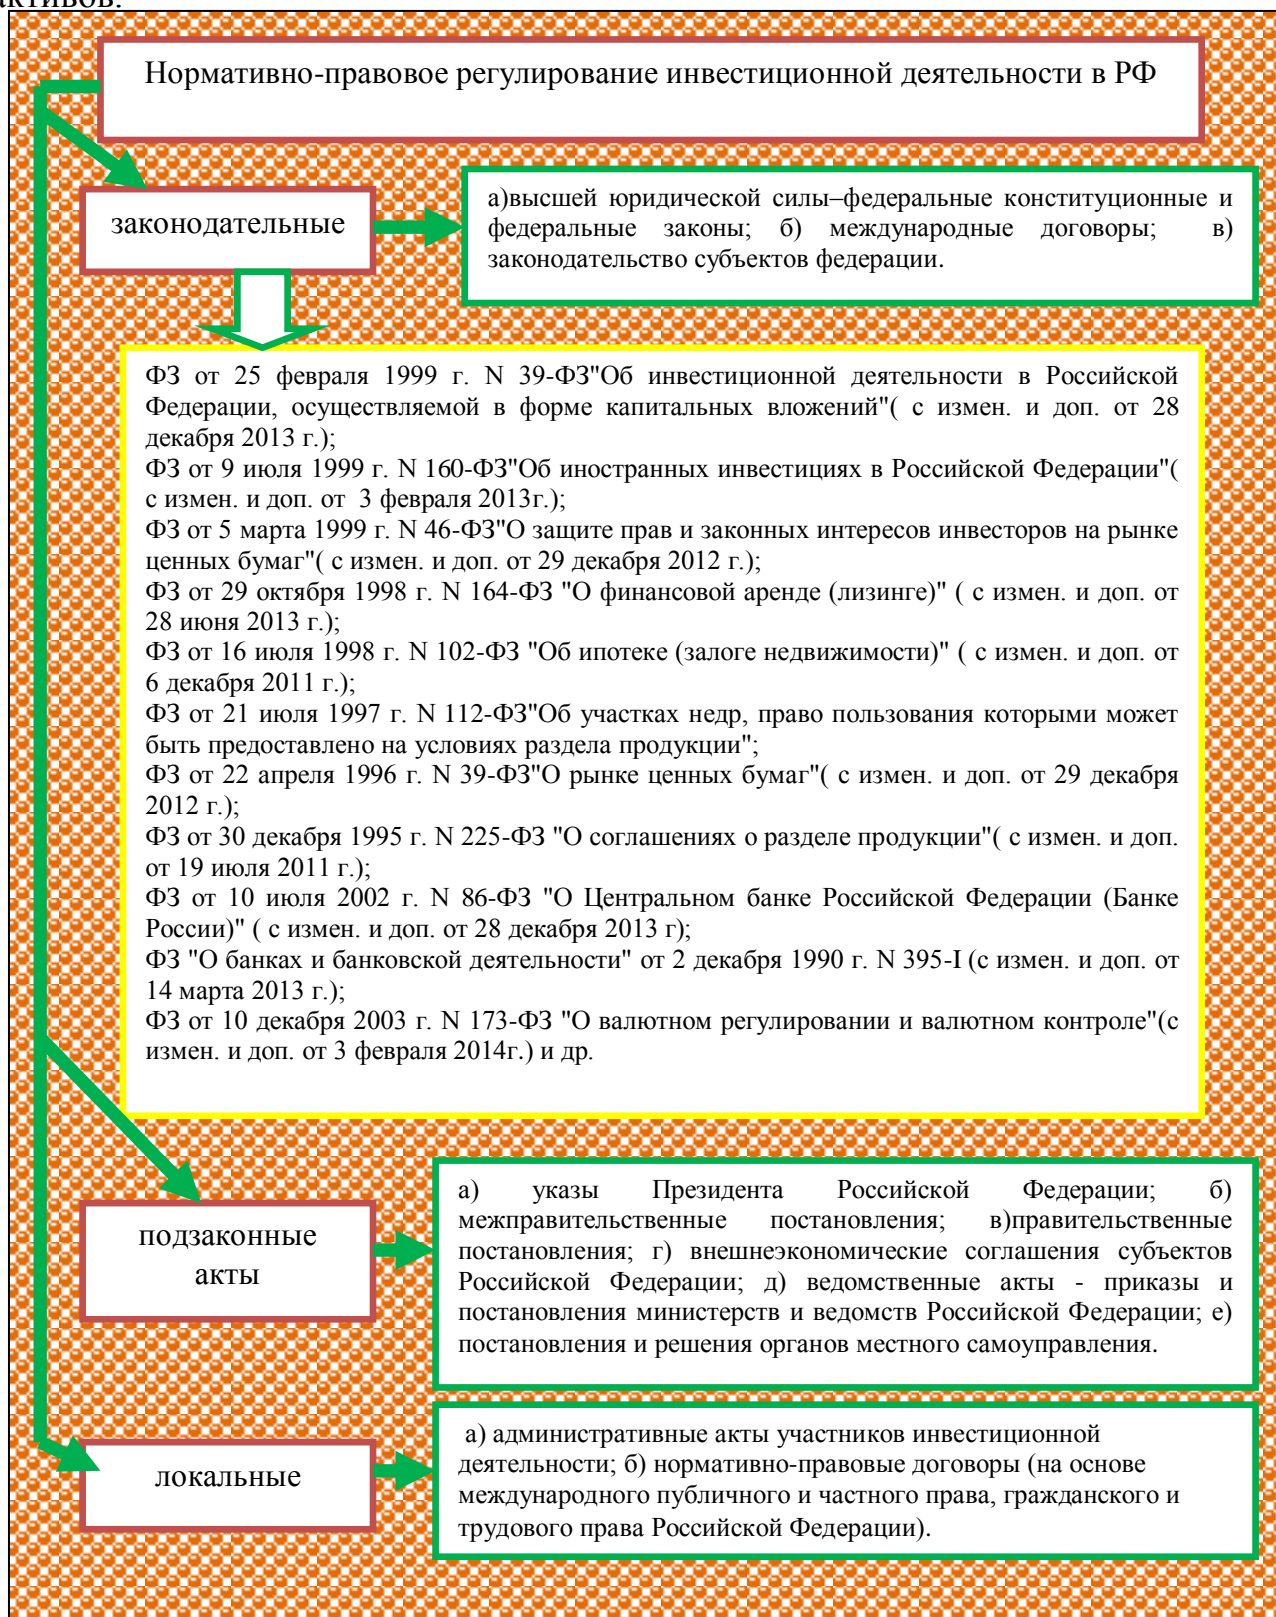 активов.
Нормативно-правовое регулирование инвестиционной деятельности в РФ
законодательные
а)высшей юридической силы–федеральные конституционные и
федеральные законы; б) международные договоры; в)
законодательство субъектов федерации.
ФЗ от 25 февраля 1999 г. N 39-ФЗ"Об инвестиционной деятельности в Российской
Федерации, осуществляемой в форме капитальных вложений"( с измен. и доп. от 28
декабря 2013 г.);
ФЗ от 9 июля 1999 г. N 160-ФЗ"Об иностранных инвестициях в Российской Федерации"(
с измен. и доп. от 3 февраля 2013г.);
ФЗ от 5 марта 1999 г. N 46-ФЗ"О защите прав и законных интересов инвесторов на рынке
ценных бумаг"( с измен. и доп. от 29 декабря 2012 г.);
ФЗ от 29 октября 1998 г. N 164-ФЗ "О финансовой аренде (лизинге)" ( с измен. и доп. от
28 июня 2013 г.);
ФЗ от 16 июля 1998 г. N 102-ФЗ "Об ипотеке (залоге недвижимости)" ( с измен. и доп. от
6 декабря 2011 г.);
ФЗ от 21 июля 1997 г. N 112-ФЗ"Об участках недр, право пользования которыми может
быть предоставлено на условиях раздела продукции";
ФЗ от 22 апреля 1996 г. N 39-ФЗ"О рынке ценных бумаг"( с измен. и доп. от 29 декабря
2012 г.);
ФЗ от 30 декабря 1995 г. N 225-ФЗ "О соглашениях о разделе продукции"( с измен. и доп.
от 19 июля 2011 г.);
ФЗ от 10 июля 2002 г. N 86-ФЗ "О Центральном банке Российской Федерации (Банке
России)" ( с измен. и доп. от 28 декабря 2013 г);
ФЗ "О банках и банковской деятельности" от 2 декабря 1990 г. N 395-I (с измен. и доп. от
14 марта 2013 г.);
ФЗ от 10 декабря 2003 г. N 173-ФЗ "О валютном регулировании и валютном контроле"(с
измен. и доп. от 3 февраля 2014г.) и др.
подзаконные
акты
а) указы Президента Российской Федерации; б)
межправительственные постановления; в)правительственные
постановления; г) внешнеэкономические соглашения субъектов
Российской Федерации; д) ведомственные акты - приказы и
постановления министерств и ведомств Российской Федерации; е)
постановления и решения органов местного самоуправления.
локальные
а) административные акты участников инвестиционной
деятельности; б) нормативно-правовые договоры (на основе
международного публичного и частного права, гражданского и
трудового права Российской Федерации).